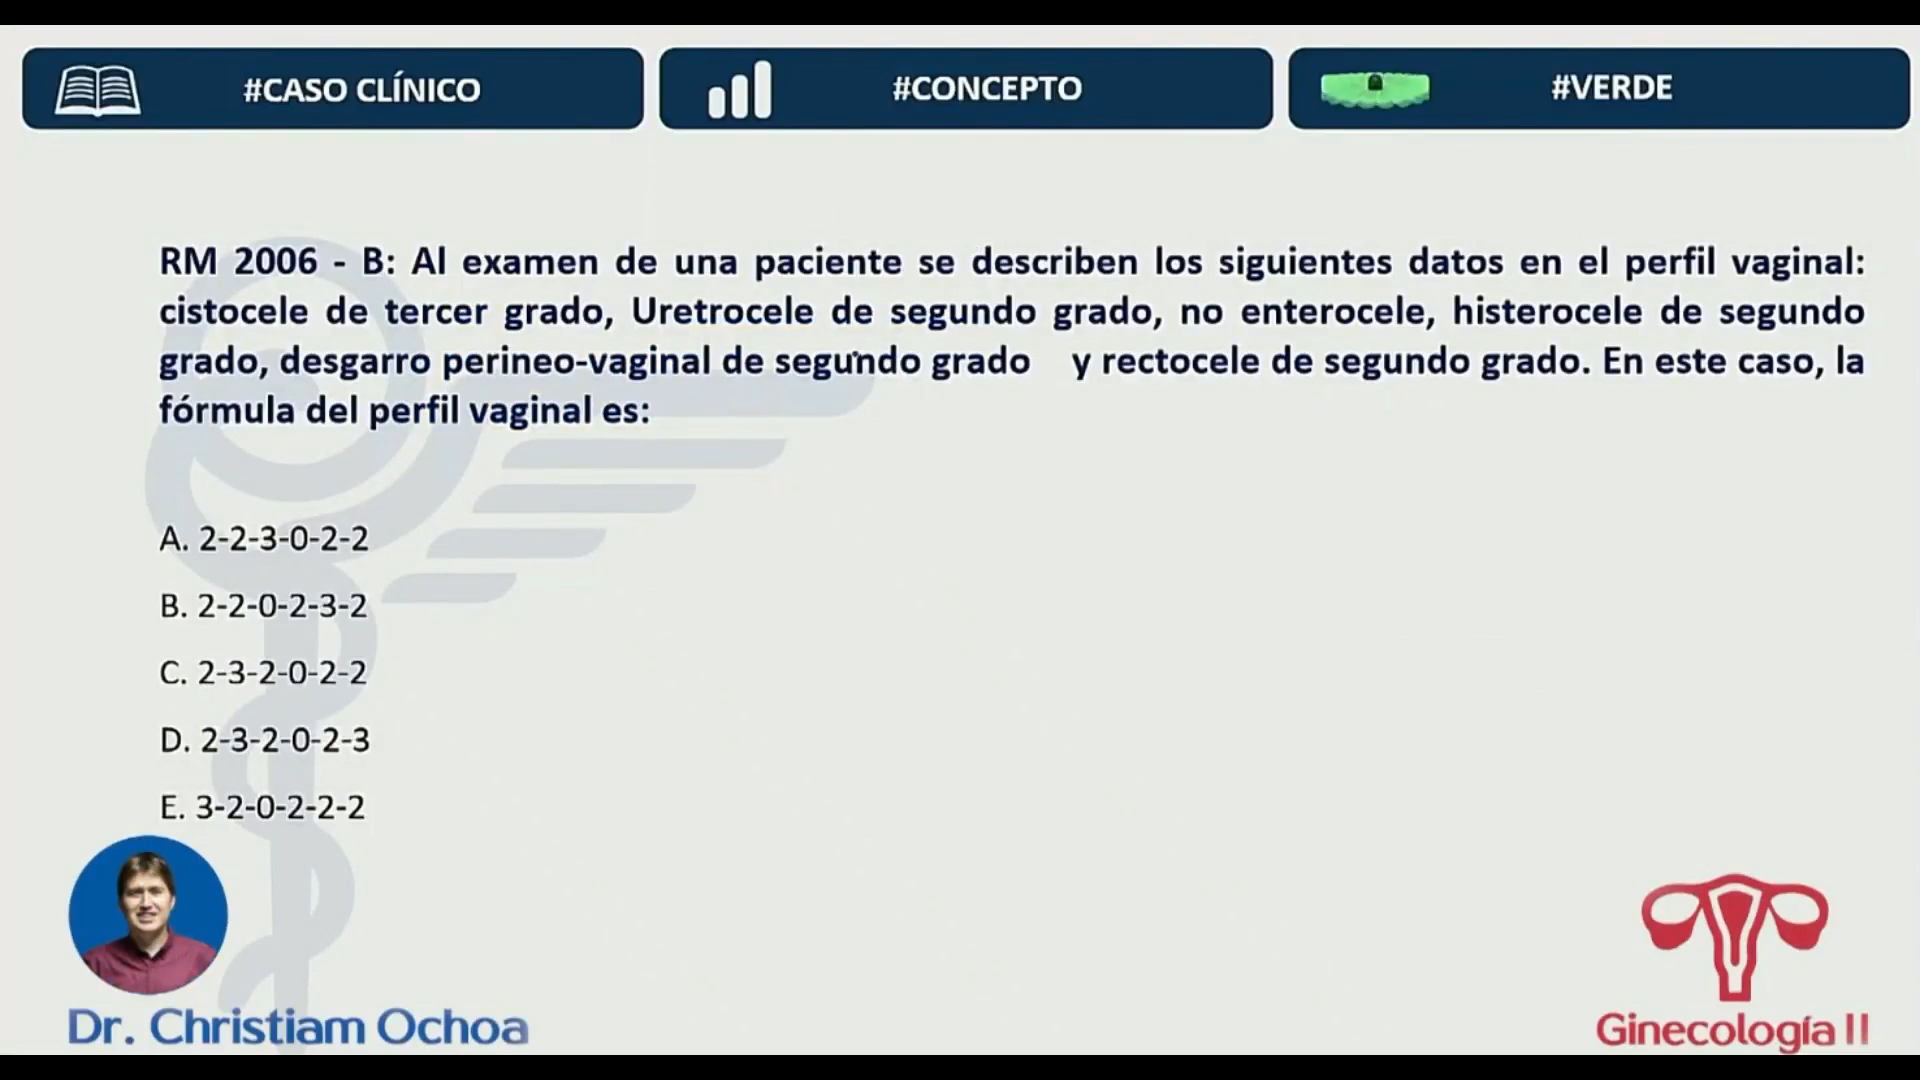 #CASO CLÍNICO
#CONCEPTO
#VERDE
RM 2006 - B: Al examen de una paciente se describen los siguientes datos en el perfil vaginal:
cistocele de tercer grado, Uretrocele de segundo grado, no enterocele, histerocele de segundo
grado, desgarro perineo-vaginal de segundo grado y rectocele de segundo grado. En este caso, la
fórmula del perfil vaginal es:
A. 2-2-3-0-2-2
B. 2-2-0-2-3-2
C. 2-3-2-0-2-2
D. 2-3-2-0-2-3
E. 3-2-0-2-2-2
Dr. Christiam Ochoa
Ginecología II